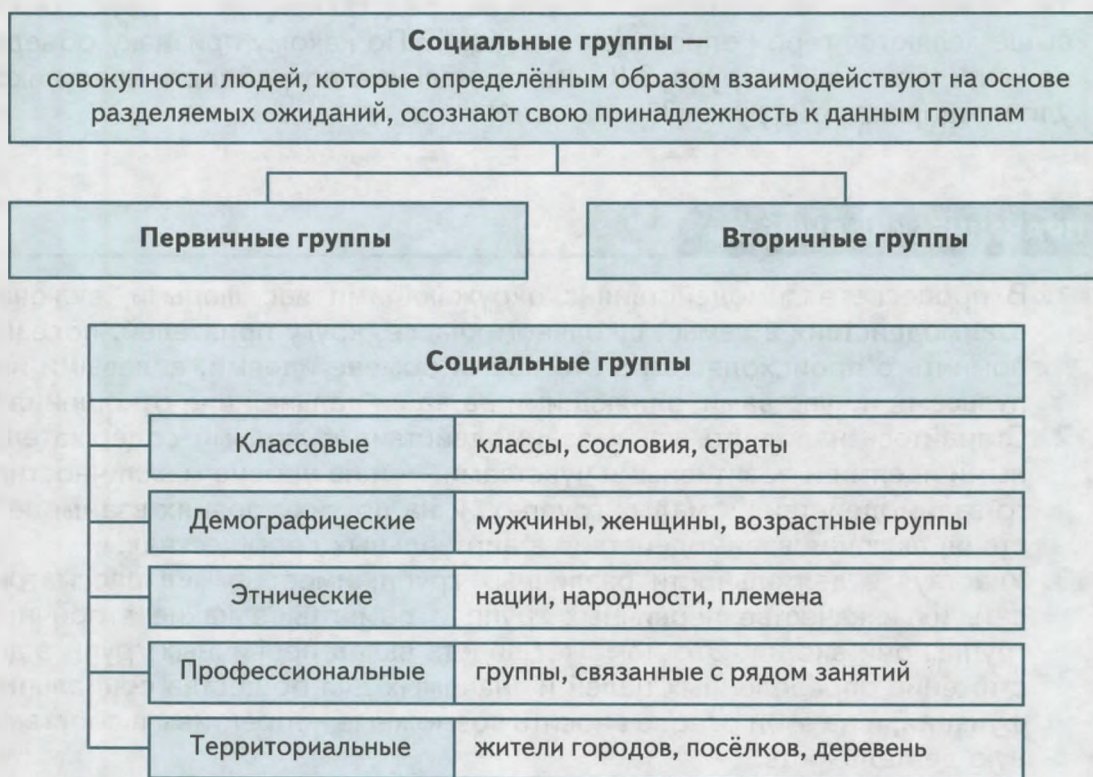 Социальные группы
совокупности людей, которые определённым образом взаимодействуют на основе
разделяемых ожиданий, осознают свою принадлежность к данным группам
Первичные группы
Вторичные группы
Социальные группы
Классовые
классы, сословия, страты
Демографические
мужчины, женщины, возрастные группы
Этнические
нации, народности, племена
Профессиональные
группы, связанные с рядом занятий
Территориальные
жители городов, посёлков, деревень